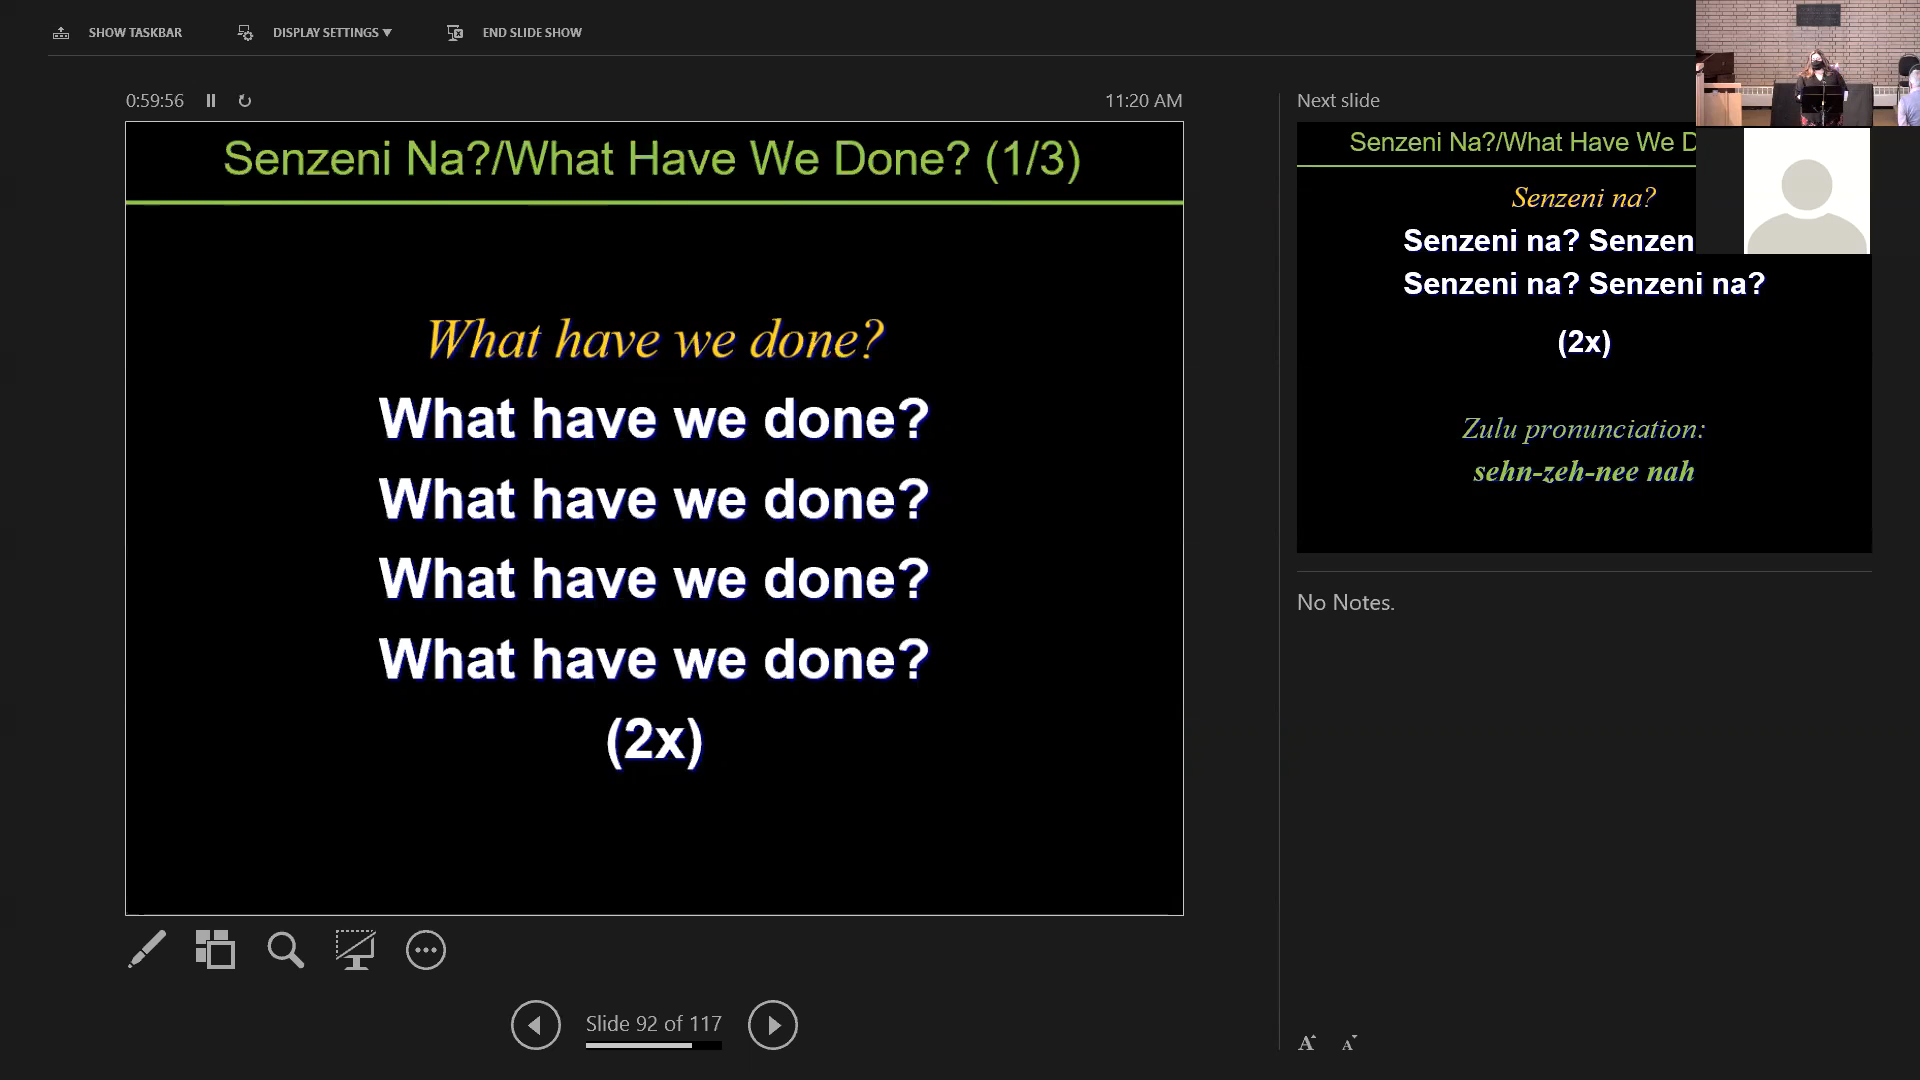 SHOW TASKBAR
DISPLAY SETTINGS ▼
END SLIDE SHOW
0:59:56
11:20 AM
Senzeni Na?/What Have We Done? (1/3)
What have we done?
What have we done?
What have we done?
What have we done?
What have we done?
(2x)
Slide 92 of 117
Next slide
Senzeni Na?/What Have We D
Senzeni na?
Senzeni na? Senzen
Senzeni na? Senzeni na?
(2x)
Zulu pronunciation:
sehn-zeh-nee nah
No Notes.
A A